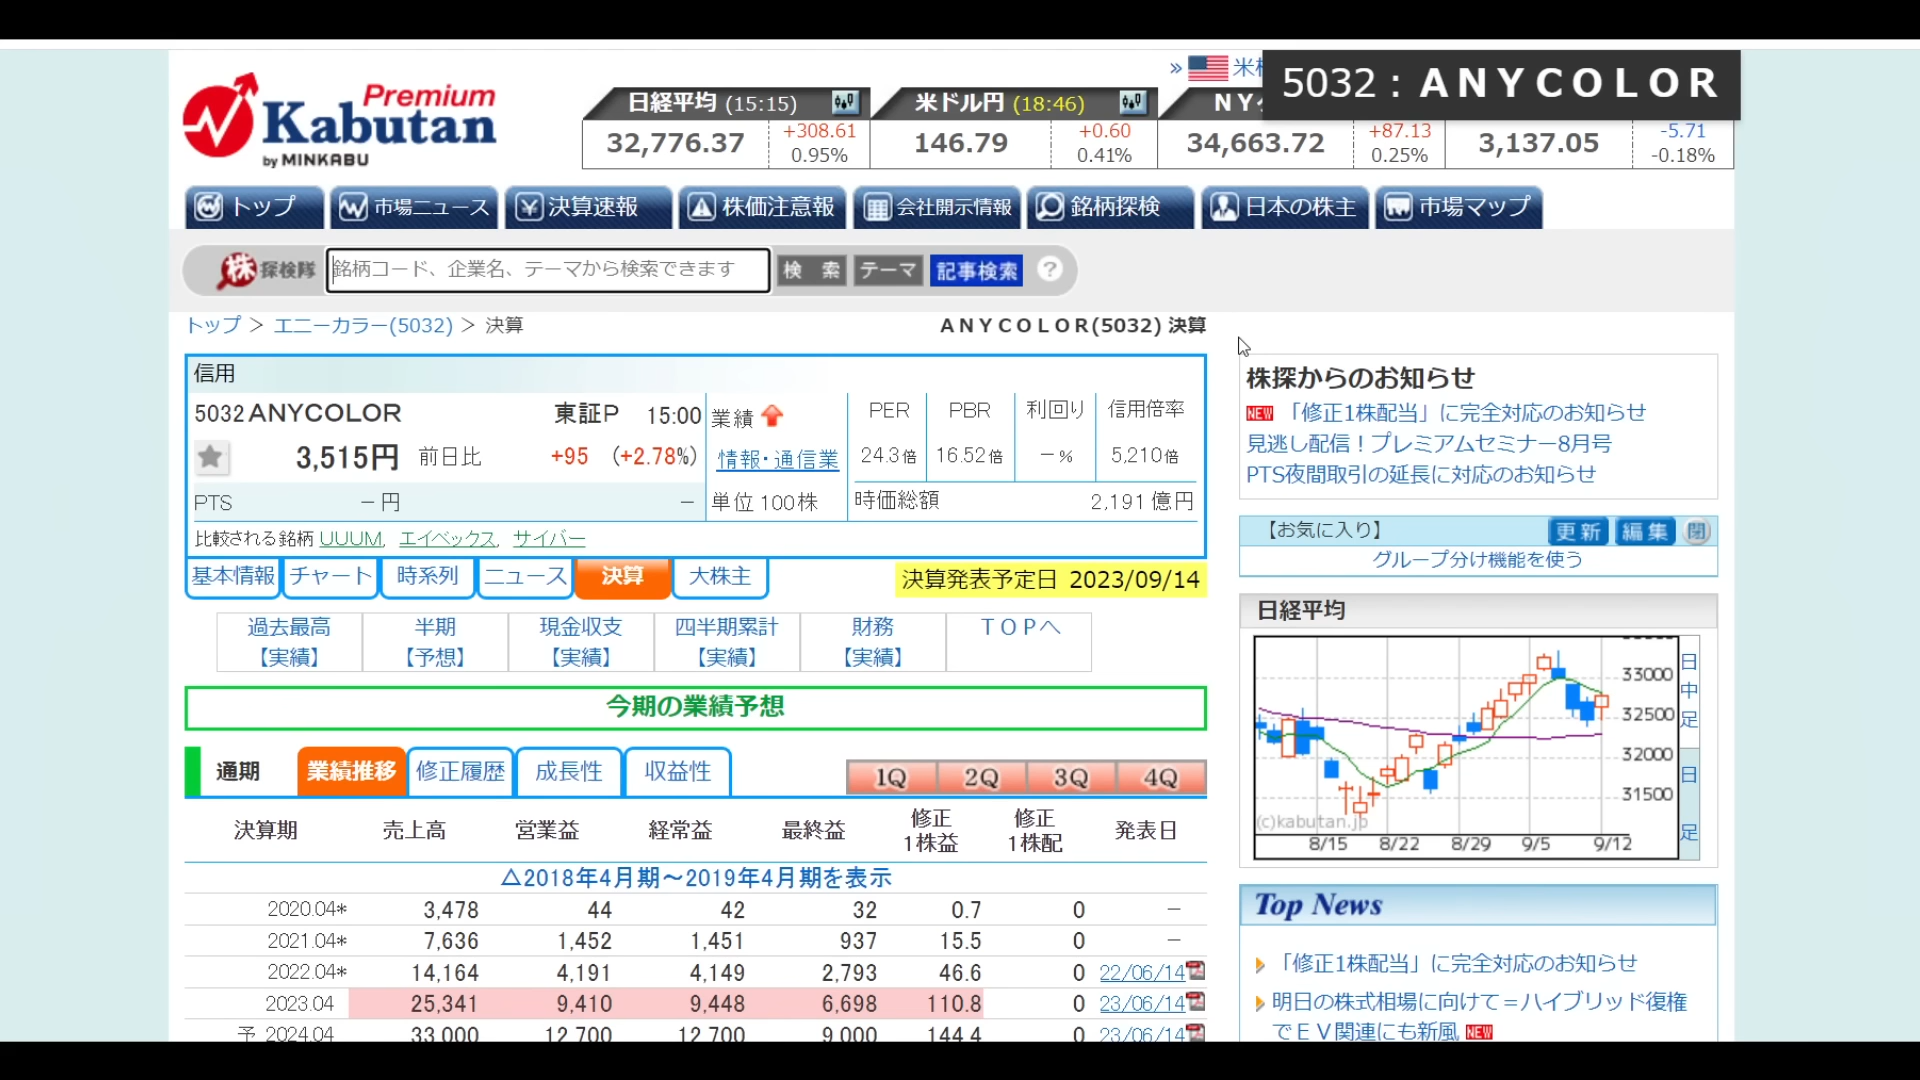 5032：ANYCOLOR
Premium
Kabutan
by MINKABU
» 米
日経平均 (15:15)
32,776.37 +308.61 0.95%
米ドル円 (18:46)
146.79 +0.60 0.41%
NY
34,663.72 +87.13 0.25%
3,137.05 -5.71 -0.18%
トップ 市場ニュース 決算速報 株価注意報 会社開示情報 銘柄探検 日本の株主 市場マップ
株 探検隊 銘柄コード、企業名、テーマから検索できます 検 索 テーマ 記事検索 ?
トップ > エニーカラー(5032) > 決算
ＡＮＹＣＯＬＯＲ(5032) 決算
信用
5032 ANYCOLOR 東証P 15:00
3,515円 前日比 +95 (+2.78%)
PTS －円 －
業績
情報・通信業
単位 100株
PER PBR 利回り 信用倍率
24.3倍 16.52倍 －% 5,210倍
時価総額 2,191億円
比較される銘柄 UUUM, エイベックス, サイバー
基本情報 チャート 時系列 ニュース 決算 大株主
決算発表予定日 2023/09/14
過去最高 半期 現金収支 四半期累計 財務 ＴＯＰへ
【実績】 【予想】 【実績】 【実績】 【実績】
今期の業績予想
通期 業績推移 修正履歴 成長性 収益性 1Q 2Q 3Q 4Q
決算期 売上高 営業益 経常益 最終益 修正1株益 修正1株配 発表日
△2018年4月期～2019年4月期を表示
2020.04* 3,478 44 42 32 0.7 0 －
2021.04* 7,636 1,452 1,451 937 15.5 0 －
2022.04* 14,164 4,191 4,149 2,793 46.6 0 22/06/14
2023.04 25,341 9,410 9,448 6,698 110.8 0 23/06/14
予 2024.04 33,000 12,700 12,700 9,000 144.4 0 23/06/14
株探からのお知らせ
NEW 「修正1株配当」に完全対応のお知らせ
見逃し配信！プレミアムセミナー8月号
PTS夜間取引の延長に対応のお知らせ
【お気に入り】 更新 編集 閉
グループ分け機能を使う
日経平均
33000
32500
32000
31500
(c)kabutan.jp
8/15 8/22 8/29 9/5 9/12
日中足
日足
Top News
「修正1株配当」に完全対応のお知らせ
明日の株式相場に向けて＝ハイブリッド復権
でＥＶ関連にも新風 NEW